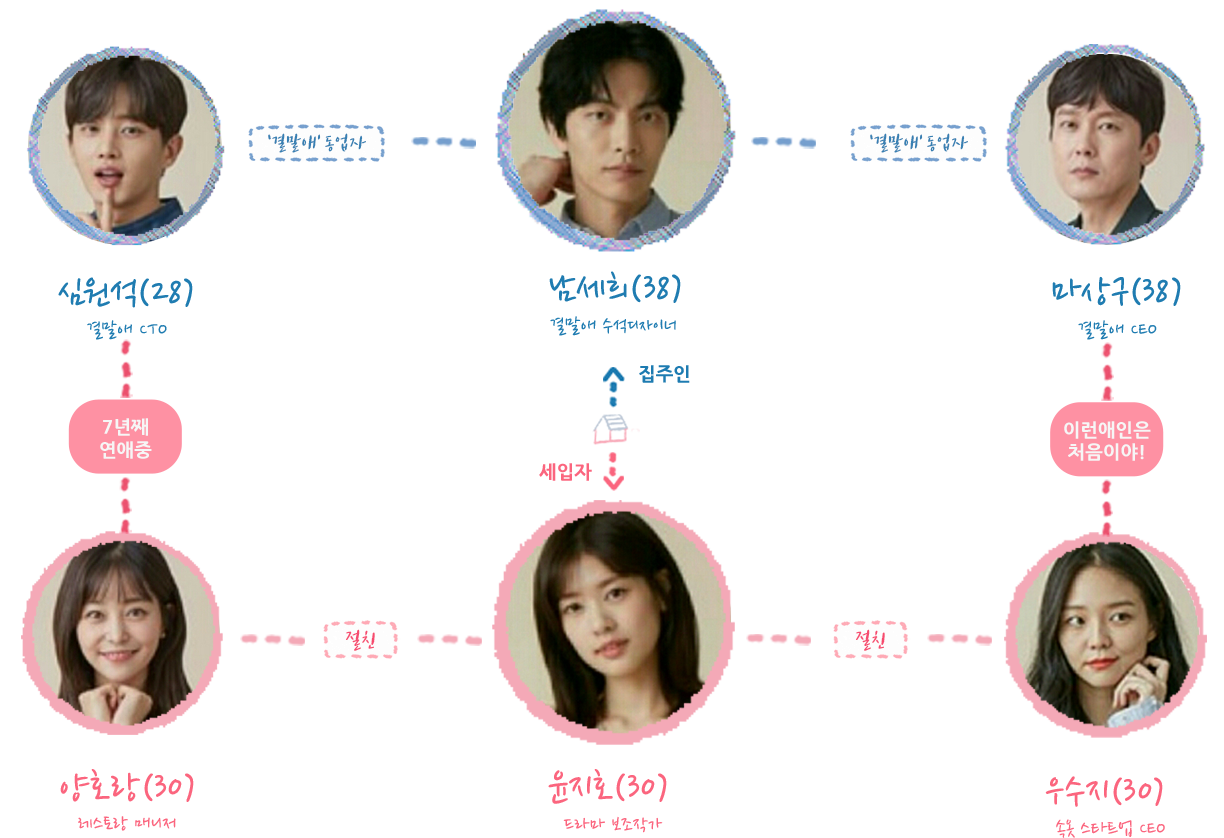 '결말애' 동업자
'결말애' 동업자
심원석(28)
결말애 CTO
남세희(38)
결말애 수석디자이너
마상구(38)
결말애 CEO
집주인
7년째
연애중
이런애인은
처음이야!
세입자
절친
절친
양호랑(30)
레스토랑 매니저
윤지호(30)
드라마 보조작가
우수지(30)
속옷 스타트업 CEO